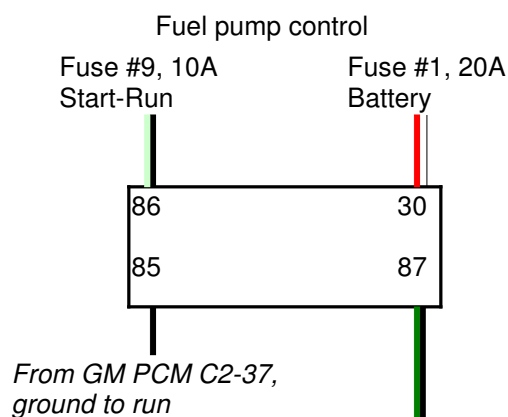 Fuel pump control
Fuse #9, 10A
Start-Run
Fuse #1, 20A
Battery
86
30
85
87
From GM PCM C2-37,
ground to run